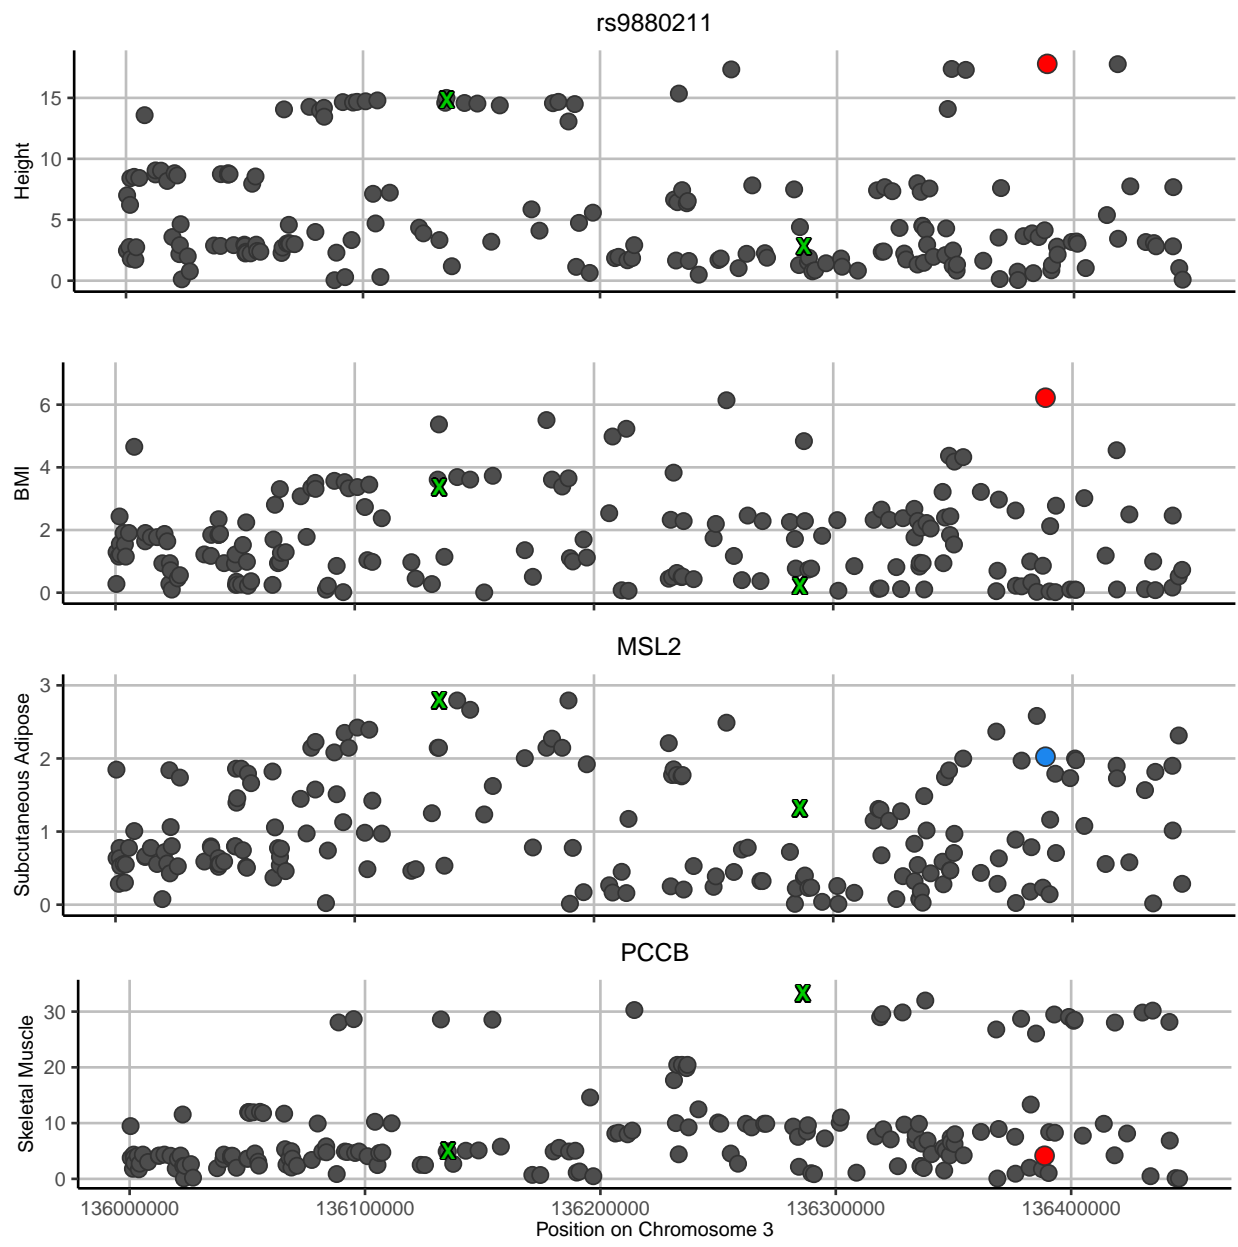 rs9880211
15
10
5
0
Height
6
4
2
0
BMI
MSL2
3
2
1
0
Subcutaneous Adipose
PCCB
30
20
10
0
Skeletal Muscle
136000000 136100000 136200000 136300000 136400000
Position on Chromosome 3